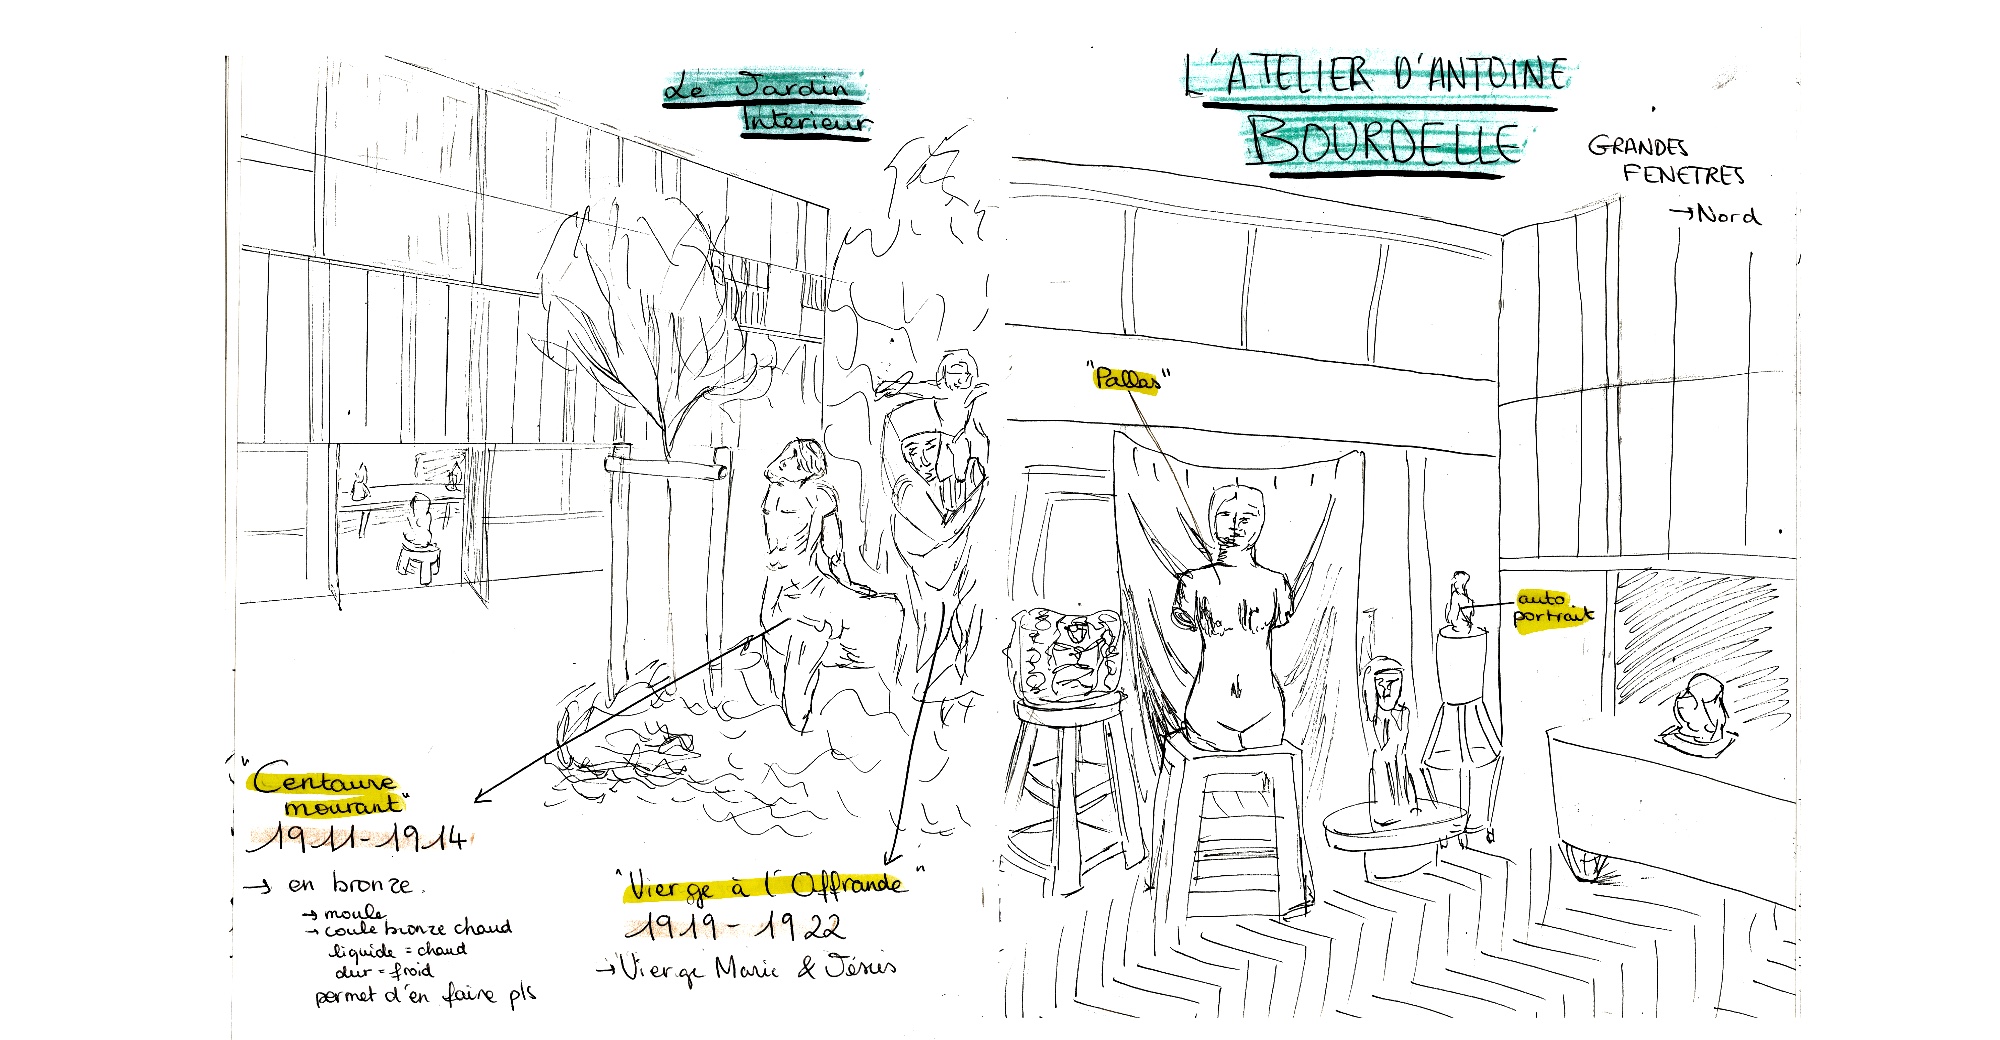 Le Jardin
Interieur
"Centaure
mourant"
1911-1914
→ en bronze.
→ moule
→ coule bronze chaud
liquide = chaud
dur = froid
permet d'en faire pls
"Vierge à l'Offrande"
1919-1922
→ Vierge Marie & Jésus
L'ATELIER D'ANTOINE
BOURDELLE
GRANDES
FENETRES
→ Nord
"Pallas"
auto
portrait